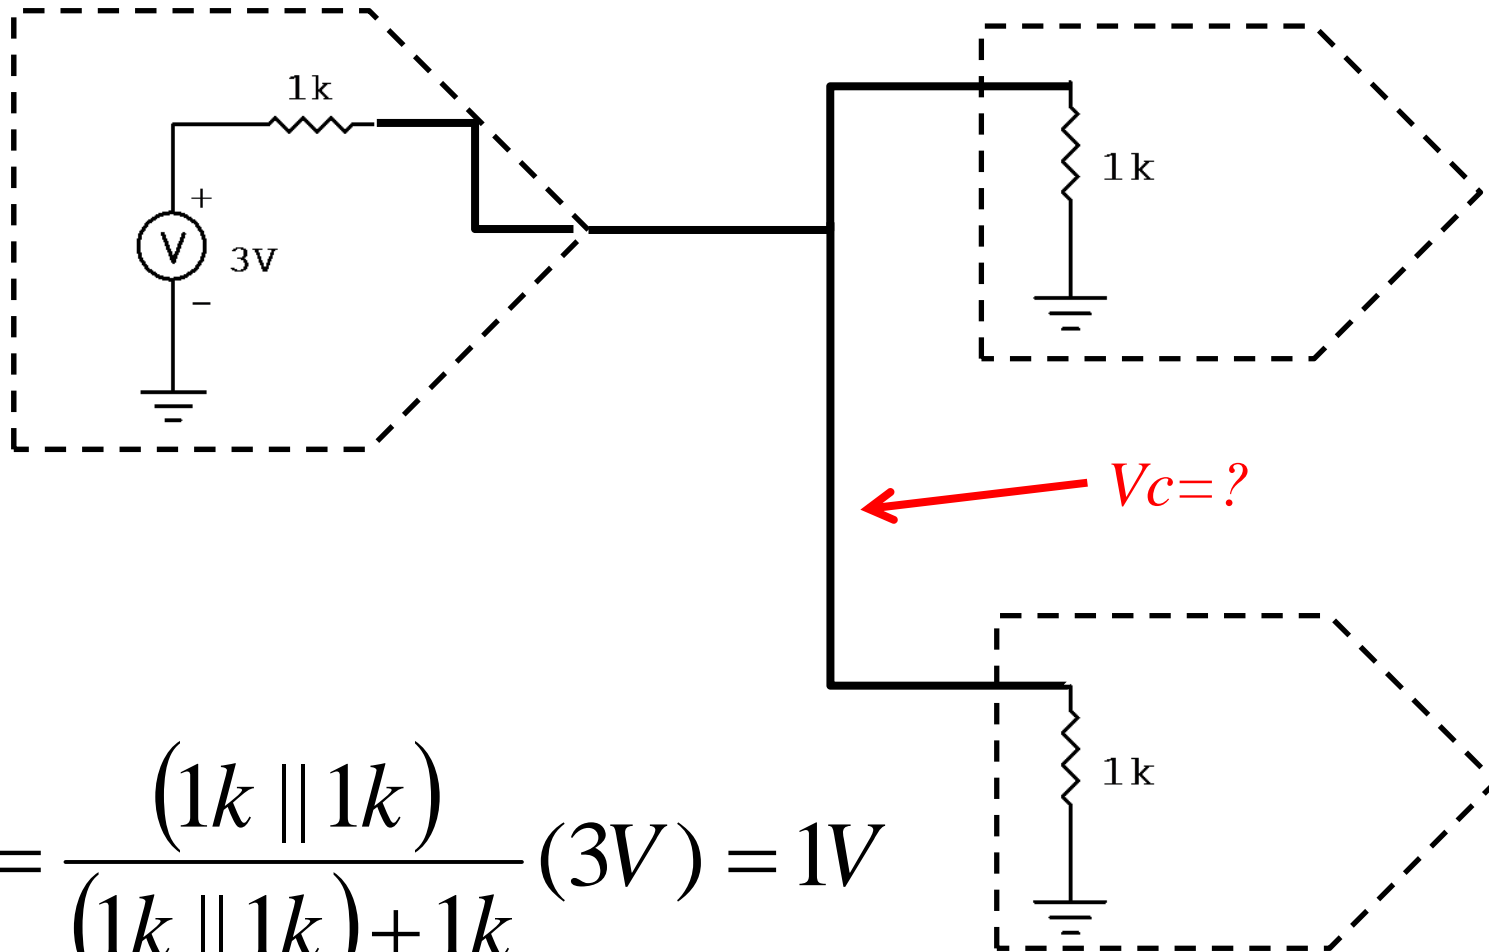 1k
+
V
3V
−
1k
Vc=?
1k
= (1k || 1k) / ((1k || 1k) + 1k) (3V) = 1V